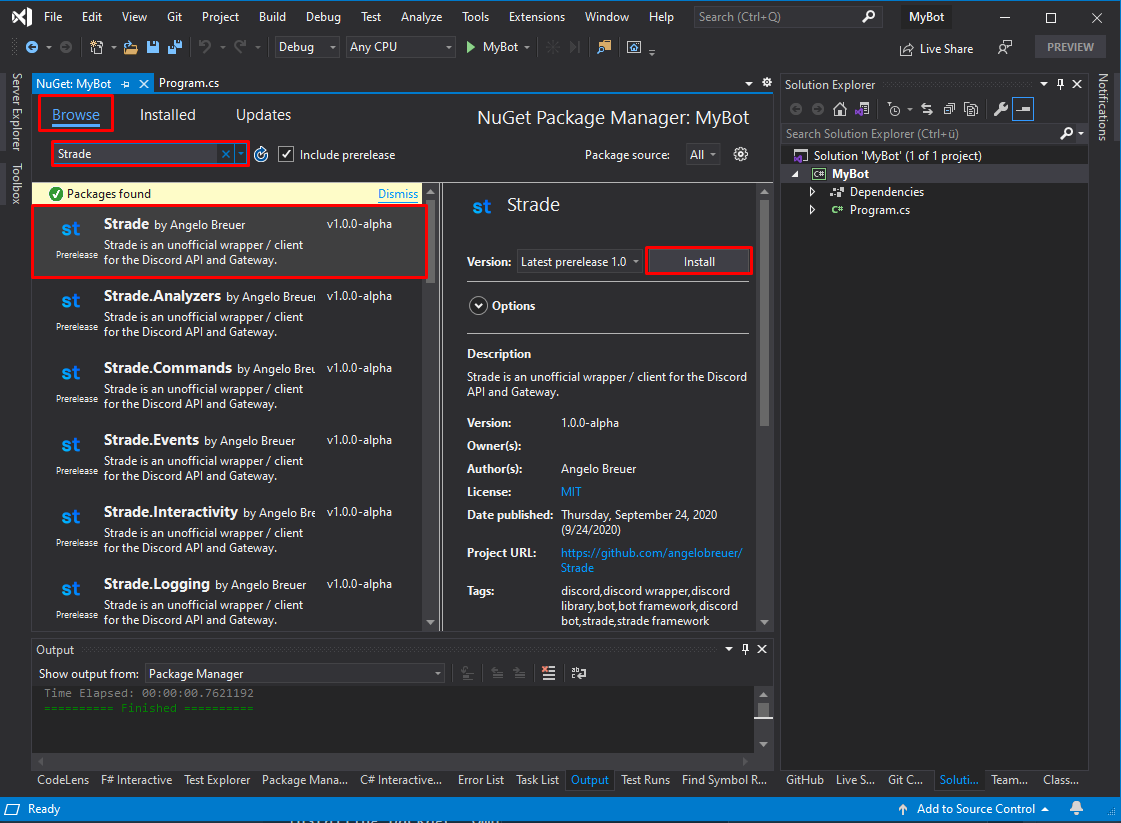 File Edit View Git Project Build Debug Test Analyze Tools Extensions Window Help Search (Ctrl+Q) MyBot
Debug Any CPU MyBot Live Share PREVIEW
Server Explorer
Toolbox
NuGet: MyBot Program.cs
Browse Installed Updates NuGet Package Manager: MyBot
Strade Include prerelease Package source: All
Packages found Dismiss
st Strade by Angelo Breuer v1.0.0-alpha
Prerelease
Strade is an unofficial wrapper / client
for the Discord API and Gateway.
st Strade.Analyzers by Angelo Breuer v1.0.0-alpha
Prerelease
Strade is an unofficial wrapper / client
for the Discord API and Gateway.
st Strade.Commands by Angelo Breu v1.0.0-alpha
Prerelease
Strade is an unofficial wrapper / client
for the Discord API and Gateway.
st Strade.Events by Angelo Breuer v1.0.0-alpha
Prerelease
Strade is an unofficial wrapper / client
for the Discord API and Gateway.
st Strade.Interactivity by Angelo Bre v1.0.0-alpha
Prerelease
Strade is an unofficial wrapper / client
for the Discord API and Gateway.
st Strade.Logging by Angelo Breuer v1.0.0-alpha
Prerelease
Strade is an unofficial wrapper / client
for the Discord API and Gateway.
st Strade
Version: Latest prerelease 1.0 Install
Options
Description
Strade is an unofficial wrapper / client for the Discord
API and Gateway.
Version: 1.0.0-alpha
Owner(s):
Author(s): Angelo Breuer
License: MIT
Date published: Thursday, September 24, 2020
(9/24/2020)
Project URL: https://github.com/angelobreuer/
Strade
Tags: discord,discord wrapper,discord
library,bot,bot framework,discord
bot,strade,strade framework
Solution Explorer
Search Solution Explorer (Ctrl+ü)
Solution 'MyBot' (1 of 1 project)
C# MyBot
Dependencies
C# Program.cs
Notifications
Output
Show output from: Package Manager
Time Elapsed: 00:00:00.7621192
========== Finished ==========
CodeLens F# Interactive Test Explorer Package Mana... C# Interactive... Error List Task List Output Test Runs Find Symbol R... GitHub Live S... Git C... Soluti... Team... Class...
Ready Add to Source Control